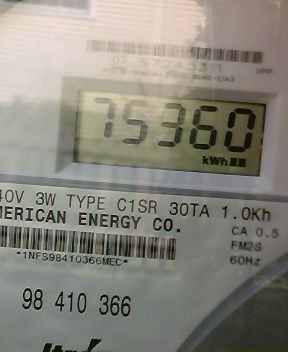 75360
kWh
40V 3W TYPE C1SR 30TA 1.0Kh
MERICAN ENERGY CO.
CA 0.5
FM2S
*1NFS98410366MEC*
60Hz
98 410 366